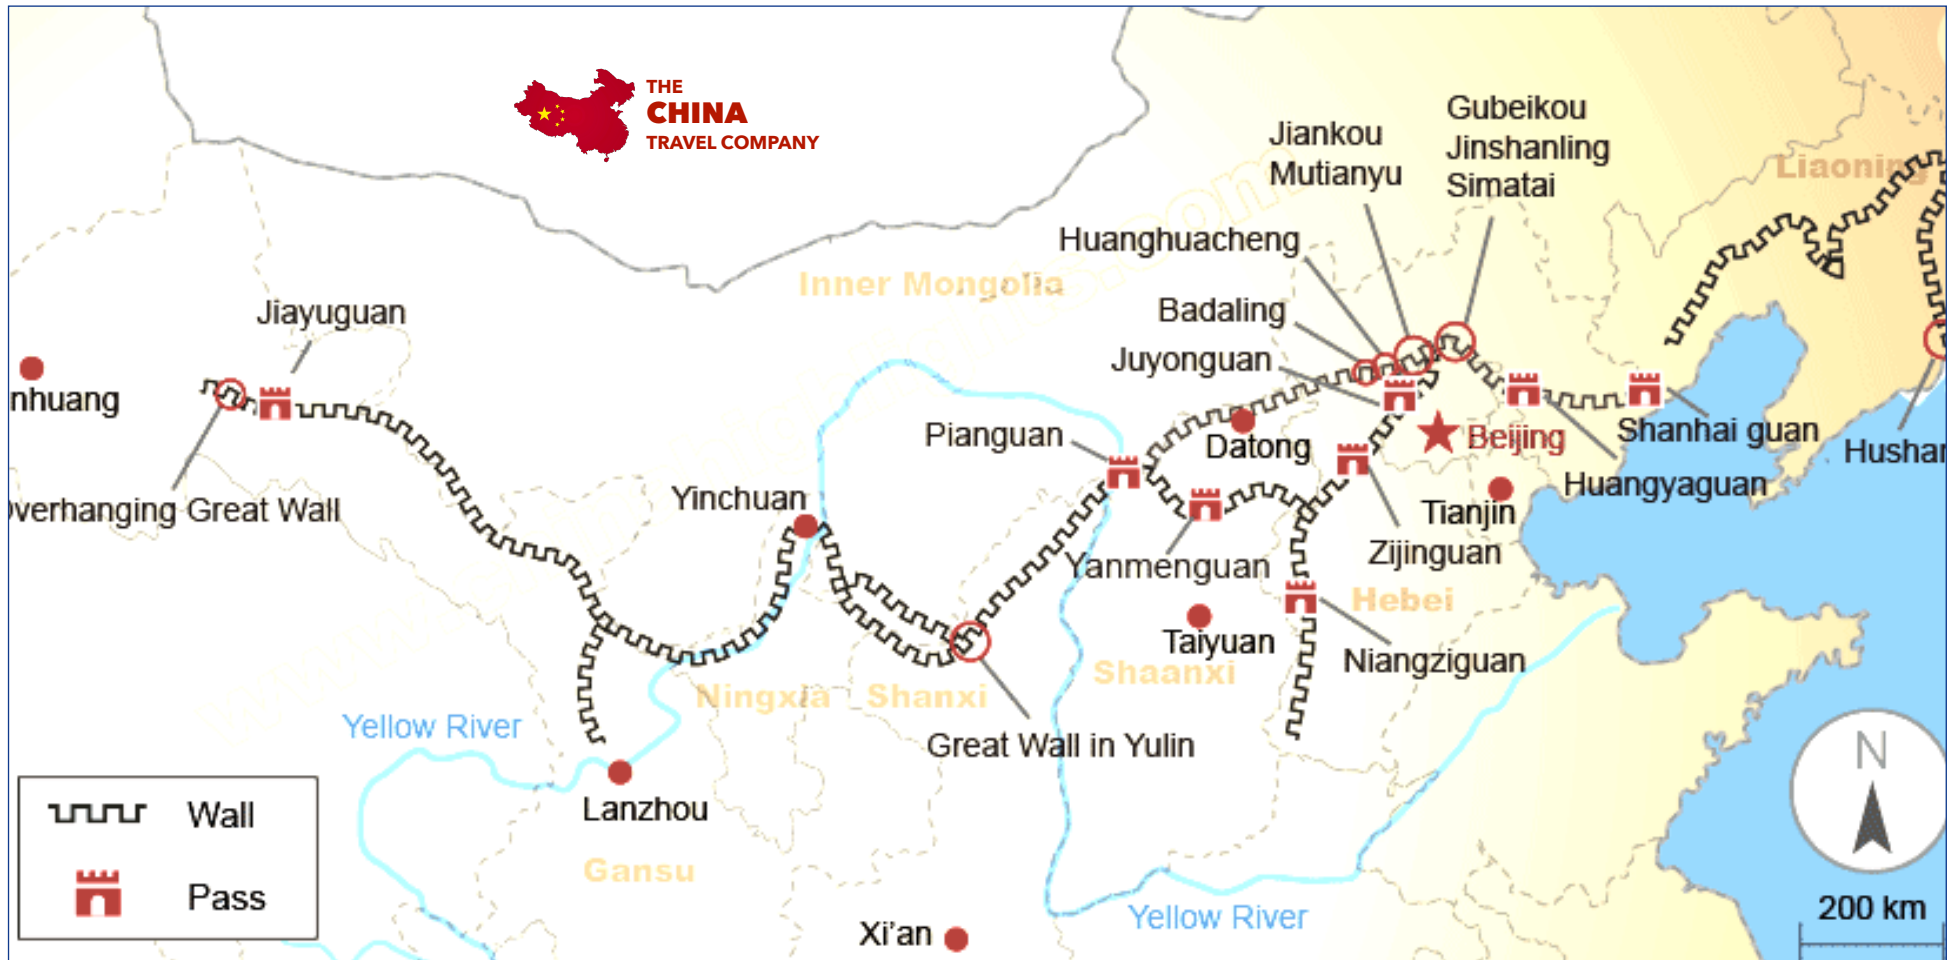 THE
CHINA
TRAVEL COMPANY
Gubeikou
Jinshanling
Simatai
Jiankou
Mutianyu
Liaoning
Huanghuacheng
Inner Mongolia
Badaling
Jiayuguan
Juyonguan
nhuang
Pianguan
Datong
Beijing
Shanhai guan
Hushan
Huangyaguan
Yinchuan
verhanging Great Wall
Tianjin
Zijinguan
Yanmenguan
Hebei
Taiyuan
Niangziguan
Shaanxi
Ningxia
Shanxi
Yellow River
Great Wall in Yulin
N
Lanzhou
Wall
Gansu
Pass
200 km
Yellow River
Xi'an